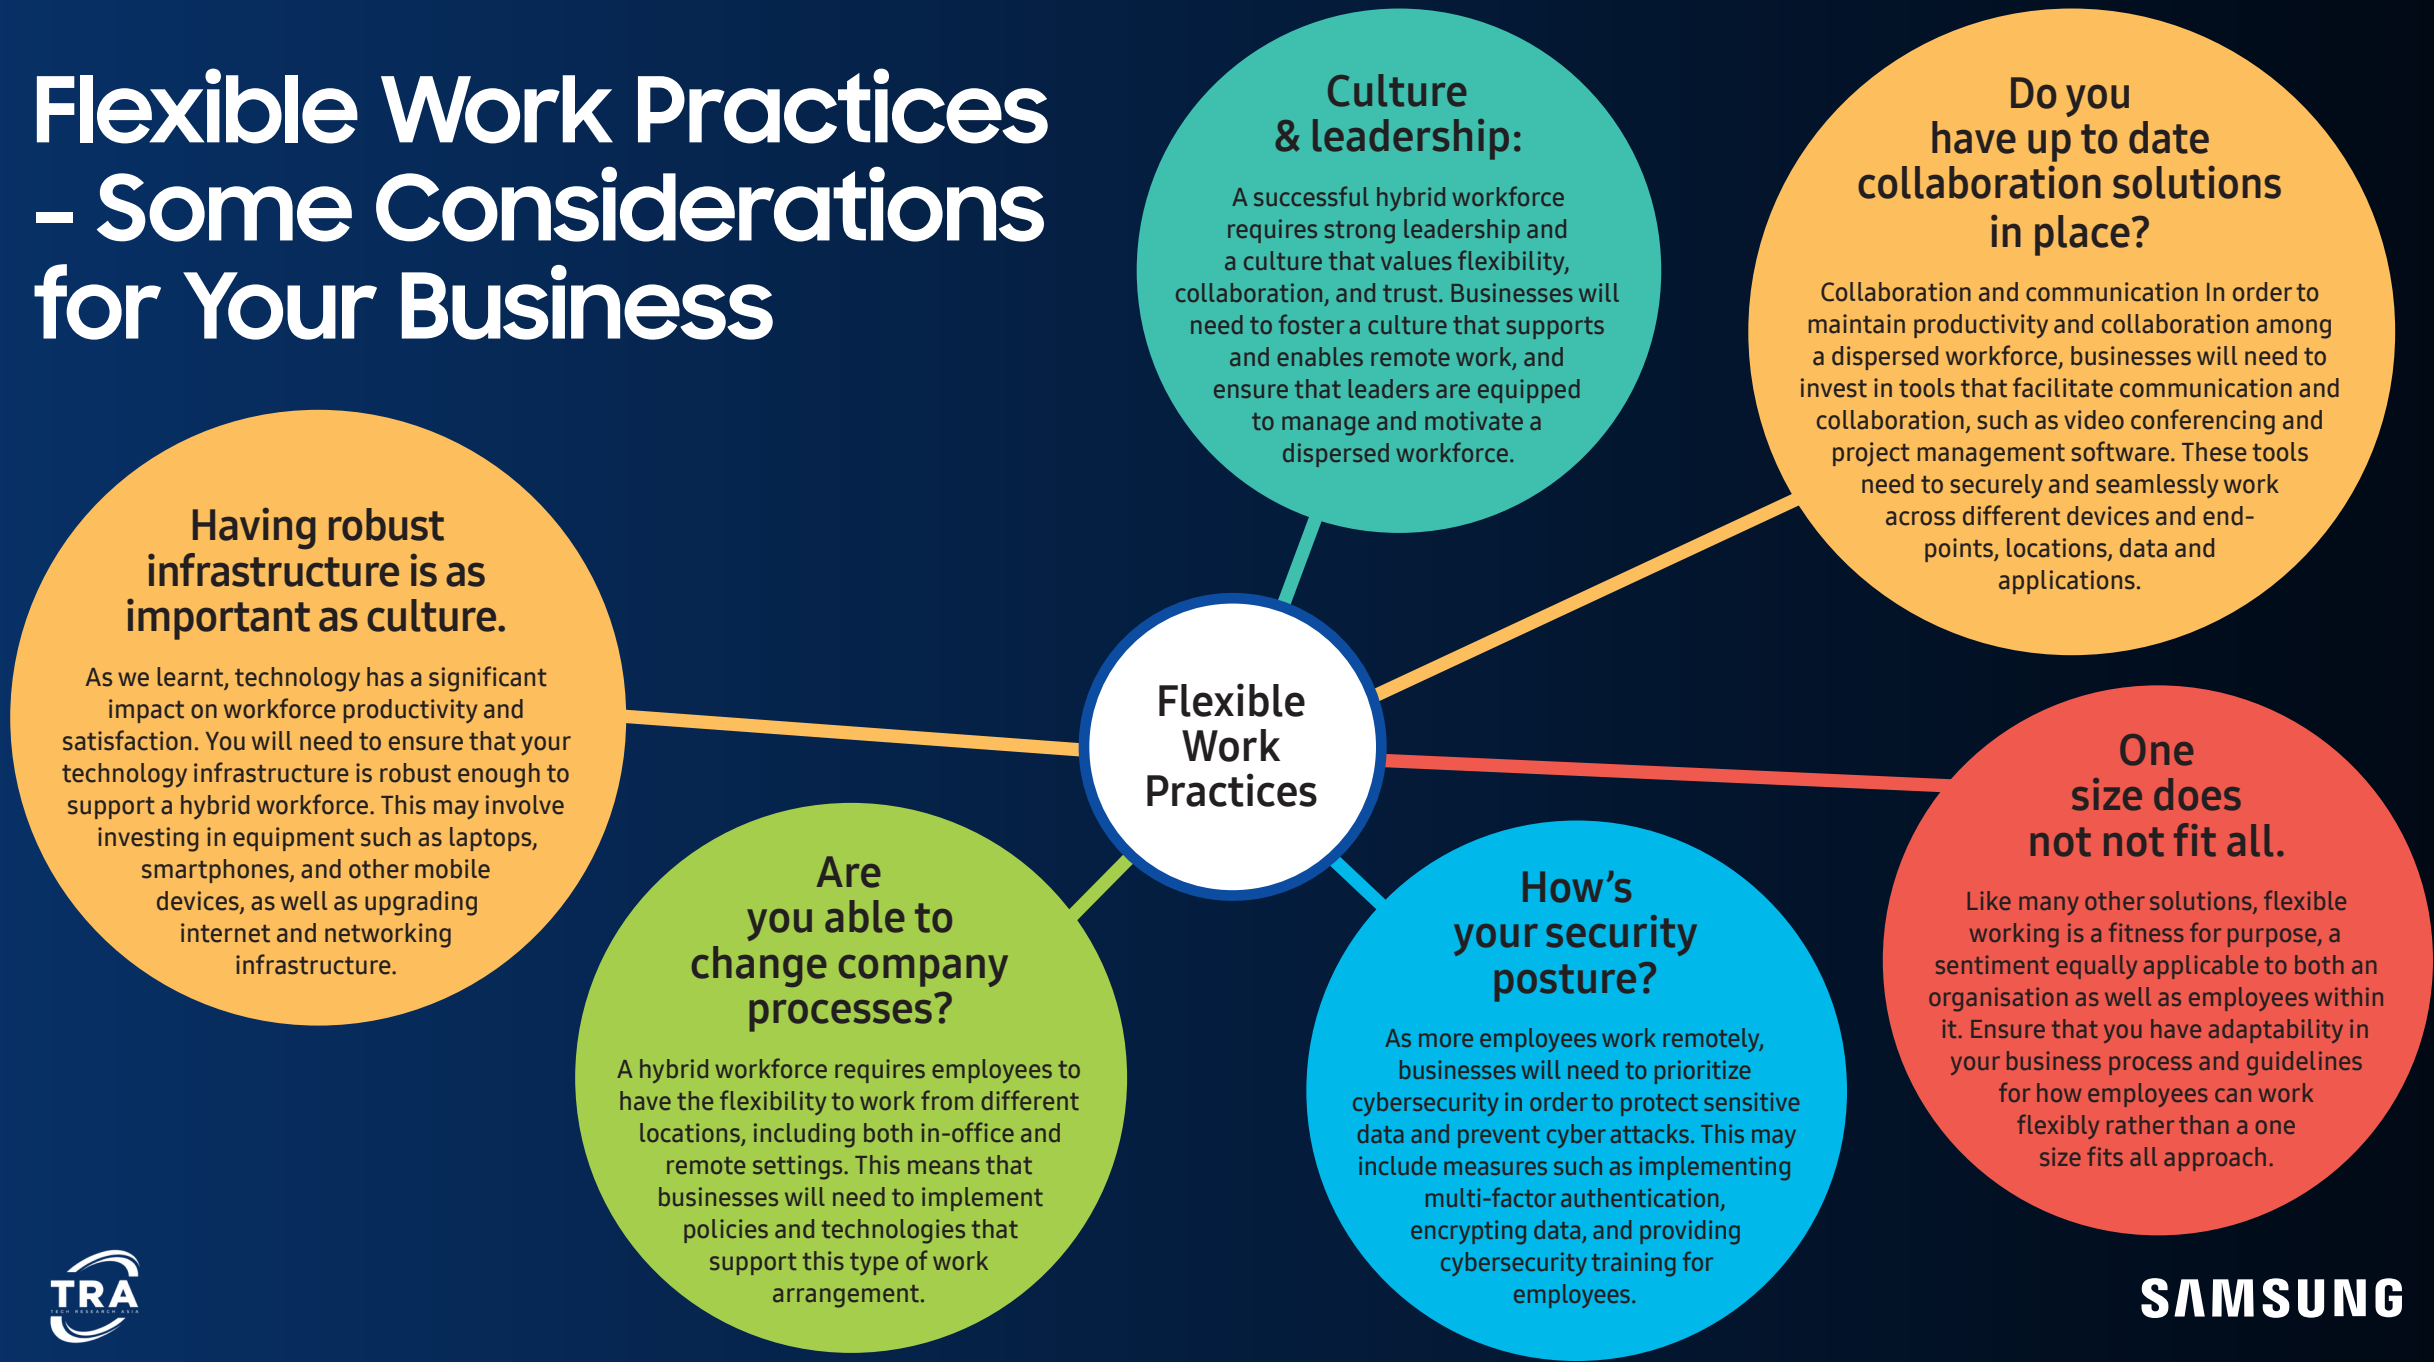 Flexible Work Practices
– Some Considerations
for Your Business
Culture
& leadership:
A successful hybrid workforce
requires strong leadership and
a culture that values flexibility,
collaboration, and trust. Businesses will
need to foster a culture that supports
and enables remote work, and
ensure that leaders are equipped
to manage and motivate a
dispersed workforce.
Do you
have up to date
collaboration solutions
in place?
Collaboration and communication In order to
maintain productivity and collaboration among
a dispersed workforce, businesses will need to
invest in tools that facilitate communication and
collaboration, such as video conferencing and
project management software. These tools
need to securely and seamlessly work
across different devices and end-
points, locations, data and
applications.
Having robust
infrastructure is as
important as culture.
As we learnt, technology has a significant
impact on workforce productivity and
satisfaction. You will need to ensure that your
technology infrastructure is robust enough to
support a hybrid workforce. This may involve
investing in equipment such as laptops,
smartphones, and other mobile
devices, as well as upgrading
internet and networking
infrastructure.
Flexible
Work
Practices
One
size does
not not fit all.
Like many other solutions, flexible
working is a fitness for purpose, a
sentiment equally applicable to both an
organisation as well as employees within
it. Ensure that you have adaptability in
your business process and guidelines
for how employees can work
flexibly rather than a one
size fits all approach.
Are
you able to
change company
processes?
A hybrid workforce requires employees to
have the flexibility to work from different
locations, including both in-office and
remote settings. This means that
businesses will need to implement
policies and technologies that
support this type of work
arrangement.
How’s
your security
posture?
As more employees work remotely,
businesses will need to prioritize
cybersecurity in order to protect sensitive
data and prevent cyber attacks. This may
include measures such as implementing
multi-factor authentication,
encrypting data, and providing
cybersecurity training for
employees.
TRA
TECH RESEARCH ASIA
SAMSUNG